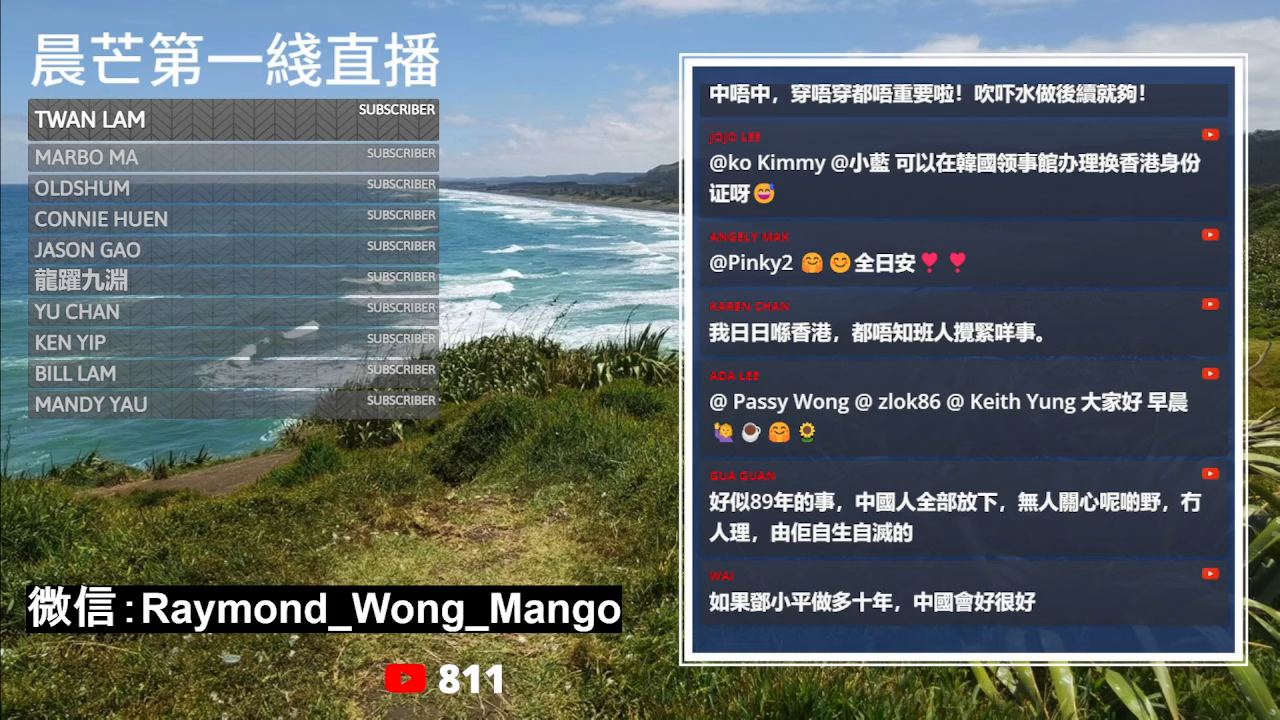 晨芒第一綫直播
TWAN LAM SUBSCRIBER
MARBO MA SUBSCRIBER
OLDSHUM SUBSCRIBER
CONNIE HUEN SUBSCRIBER
JASON GAO SUBSCRIBER
龍躍九淵 SUBSCRIBER
YU CHAN SUBSCRIBER
KEN YIP SUBSCRIBER
BILL LAM SUBSCRIBER
MANDY YAU SUBSCRIBER
微信:Raymond_Wong_Mango
811
中唔中，穿唔穿都唔重要啦！吹吓水做後續就夠！
JOJO LEE
@ko Kimmy @小藍 可以在韓國领事館办理换香港身份
证呀😅
ANGELY MAK
@Pinky2 🤗😊全日安❣❣
KAREN CHAN
我日日喺香港，都唔知班人攪緊咩事。
ADA LEE
@ Passy Wong @ zlok86 @ Keith Yung 大家好 早晨
🙋☕🤗🌻
GUA GUAN
好似89年的事，中國人全部放下，無人關心呢啲野，冇
人理，由佢自生自滅的
WAI
如果鄧小平做多十年，中國會好很好